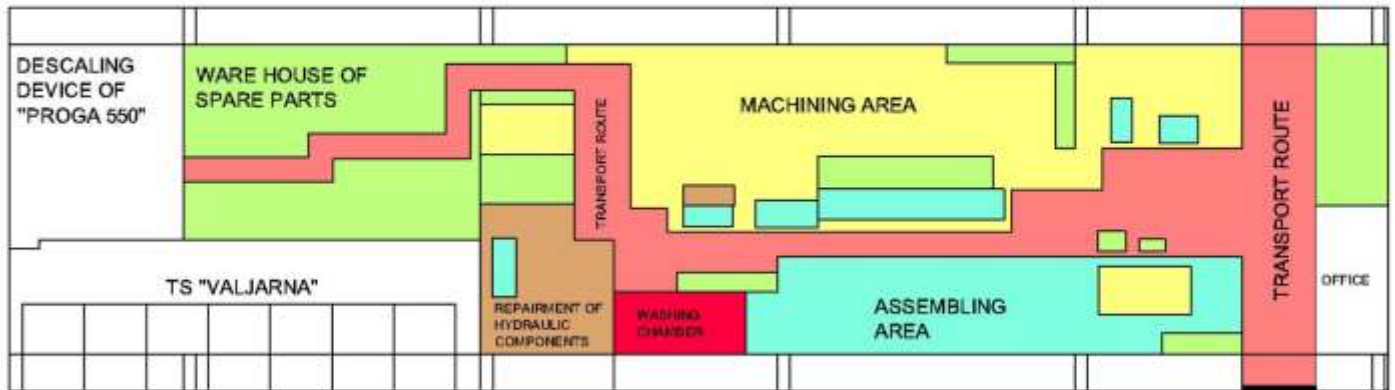 DESCALING
DEVICE OF
"PROGA 550"
WARE HOUSE OF
SPARE PARTS
TRANSPORT ROUTE
MACHINING AREA
TRANSPORT ROUTE
TS "VALJARNA"
REPAIRMENT OF
HYDRAULIC
COMPONENTS
WASHING
CHAMBER
ASSEMBLING
AREA
OFFICE